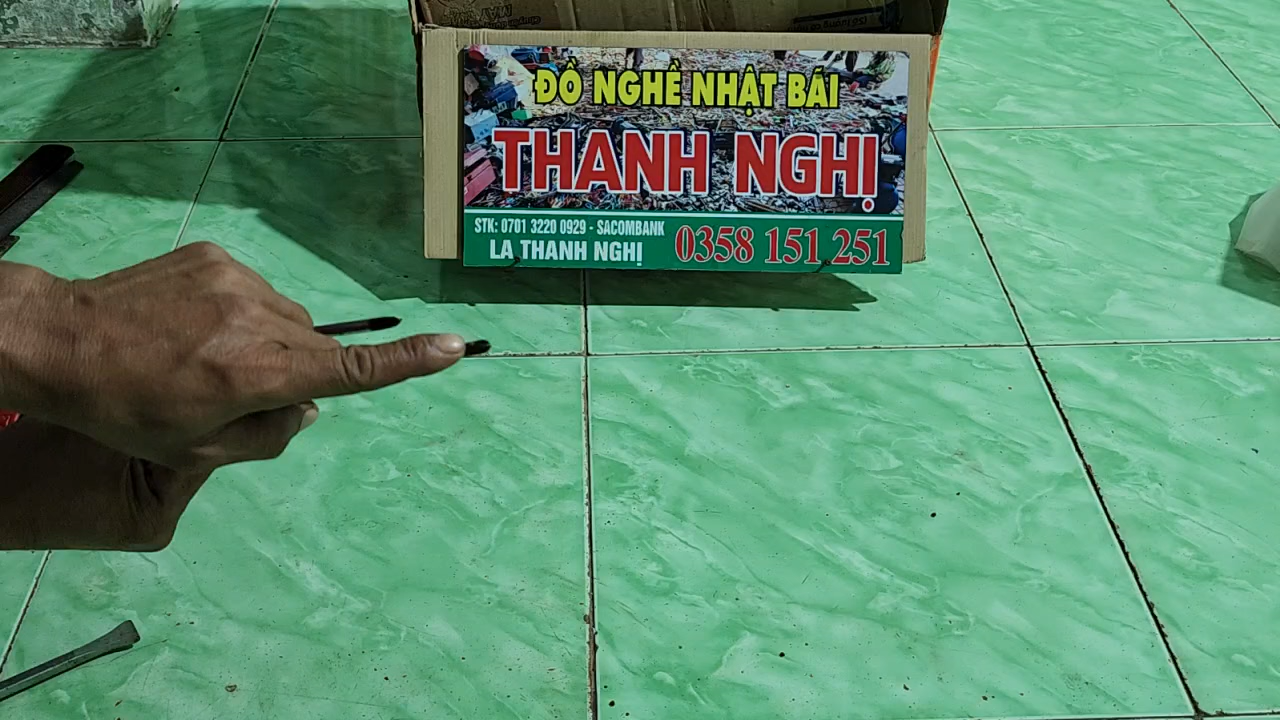 ĐỒ NGHỀ NHẬT BÃI
THANH NGHỊ
STK: 0701 3220 0929 - SACOMBANK
LA THANH NGHỊ
0358 151 251